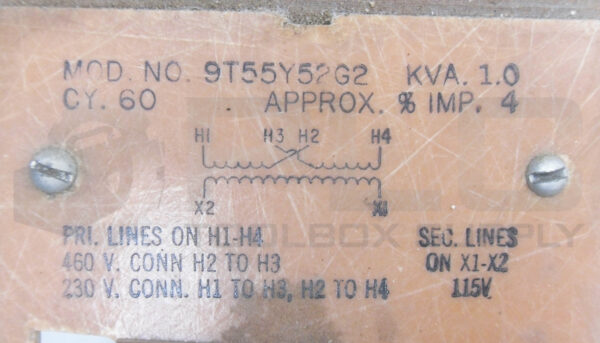 MOD. NO. 9T55Y52G2 KVA. 1.0
CY. 60 APPROX. % IMP. 4
H1 H3 H2 H4
X2 X1
PRI. LINES ON H1-H4 SEC. LINES
460 V. CONN H2 TO H3 ON X1-X2
230 V. CONN. H1 TO H3, H2 TO H4 115V
TOOLBOX SUPPLY